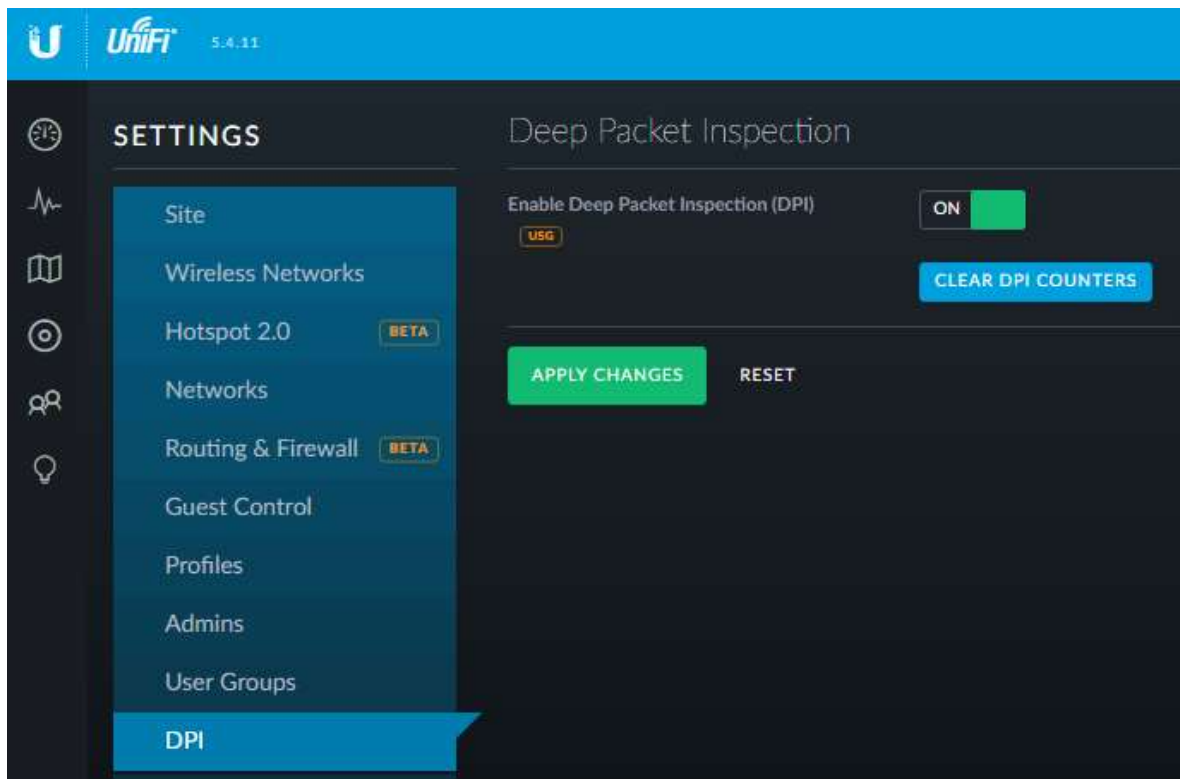 UniFi 5.4.11
SETTINGS
Site
Wireless Networks
Hotspot 2.0 BETA
Networks
Routing & Firewall BETA
Guest Control
Profiles
Admins
User Groups
DPI
Deep Packet Inspection
Enable Deep Packet Inspection (DPI)
USG
ON
CLEAR DPI COUNTERS
APPLY CHANGES RESET